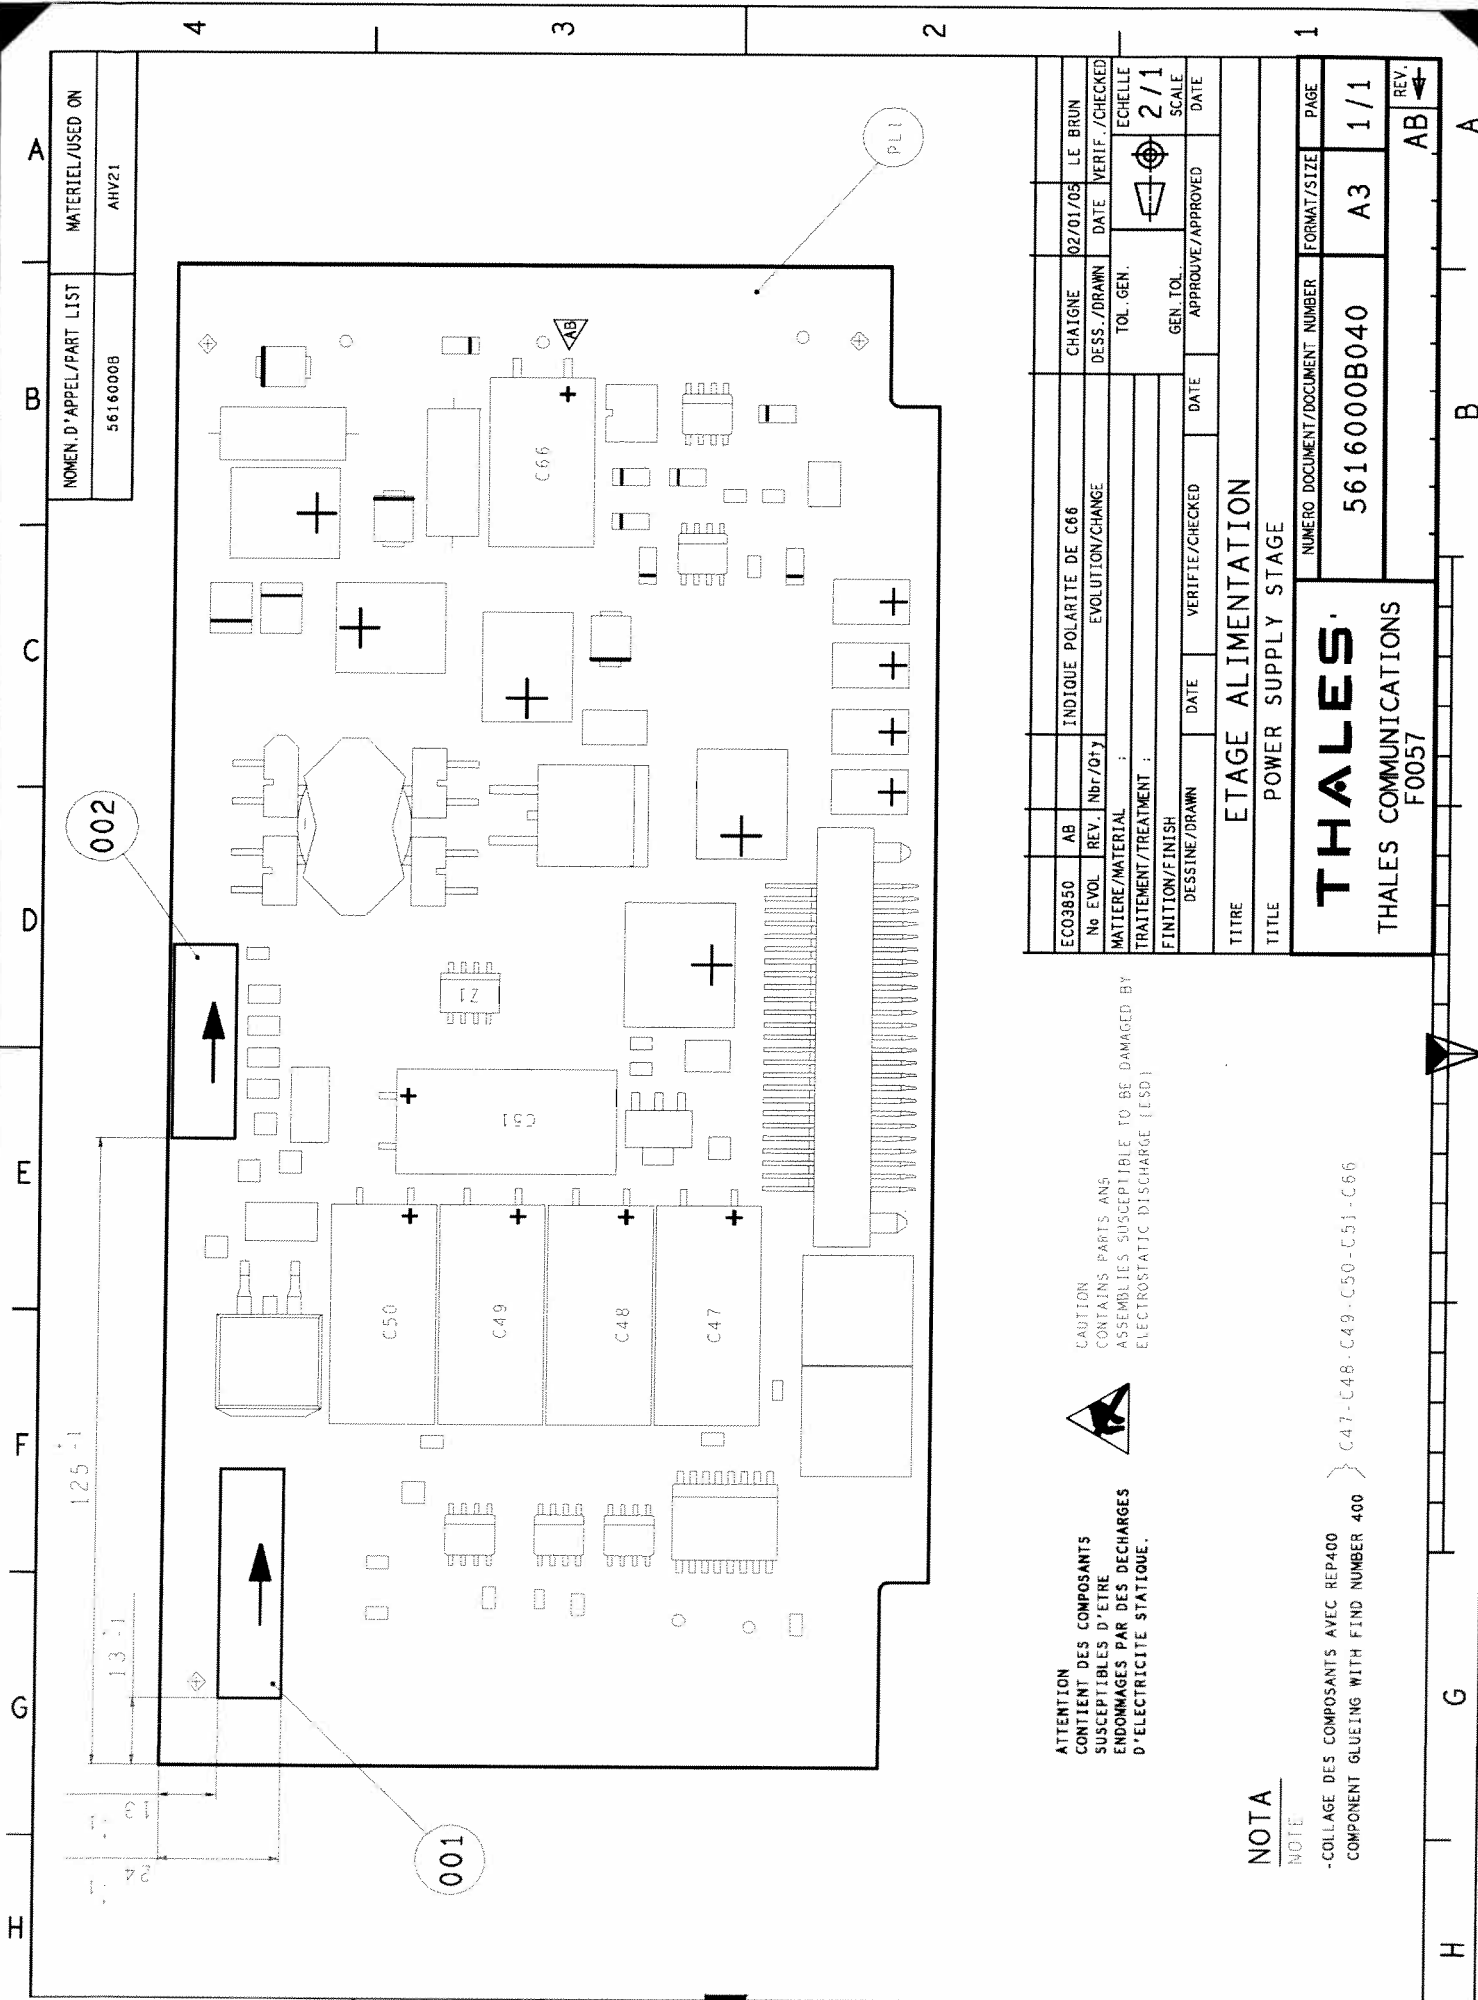 4
3
2
1
A
B
C
D
E
F
G
H
NOMEN.D'APPEL/PART LIST
MATERIEL/USED ON
5616000B
AHV21
002
001
PL1
125
13
13
24
AB
C66
Z1
C51
C50
C49
C48
C47
ECO3850 AB INDIQUE POLARITE DE C66 CHAIGNE 02/01/05 LE BRUN
No EVOL REV. Nbr/Qty EVOLUTION/CHANGE DESS./DRAWN DATE VERIF./CHECKED
MATIERE/MATERIAL :
TRAITEMENT/TREATMENT :
FINITION/FINISH
TOL.GEN.
GEN.TOL.
ECHELLE
2/1
SCALE
DESSINE/DRAWN DATE VERIFIE/CHECKED DATE APPROUVE/APPROVED DATE
TITRE ETAGE ALIMENTATION
TITLE POWER SUPPLY STAGE
THALES
THALES COMMUNICATIONS
F0057
NUMERO DOCUMENT/DOCUMENT NUMBER FORMAT/SIZE PAGE
5616000B040 A3 1/1
AB REV.
ATTENTION
CONTIENT DES COMPOSANTS
SUSCEPTIBLES D'ETRE
ENDOMMAGES PAR DES DECHARGES
D'ELECTRICITE STATIQUE.
CAUTION
CONTAINS PARTS ANS
ASSEMBLIES SUSCEPTIBLE TO BE DAMAGED BY
ELECTROSTATIC DISCHARGE (ESD)
NOTA
NOTE
-COLLAGE DES COMPOSANTS AVEC REP400
COMPONENT GLUEING WITH FIND NUMBER 400
C47-C48-C49-C50-C51-C66
A
B
G
H